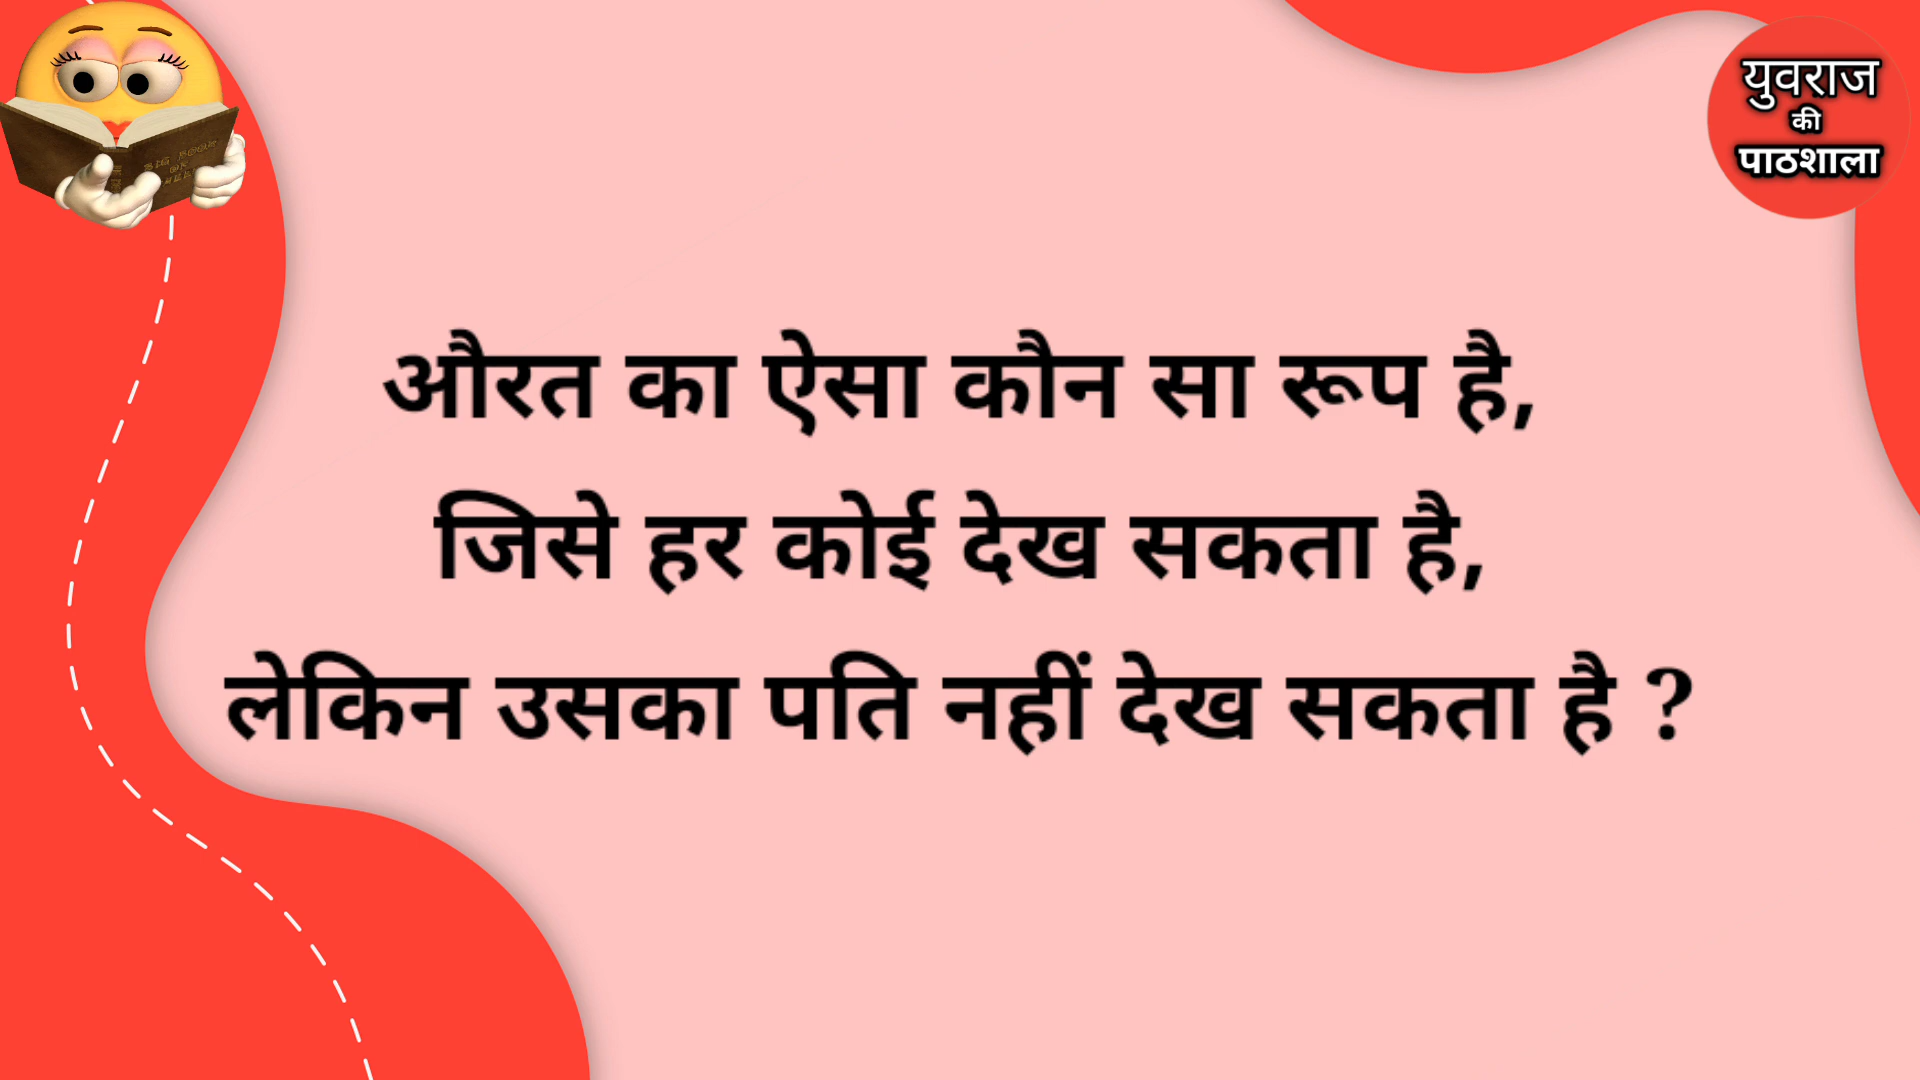 युवराज
की
पाठशाला
औरत का ऐसा कौन सा रूप है,
जिसे हर कोई देख सकता है,
लेकिन उसका पति नहीं देख सकता है ?